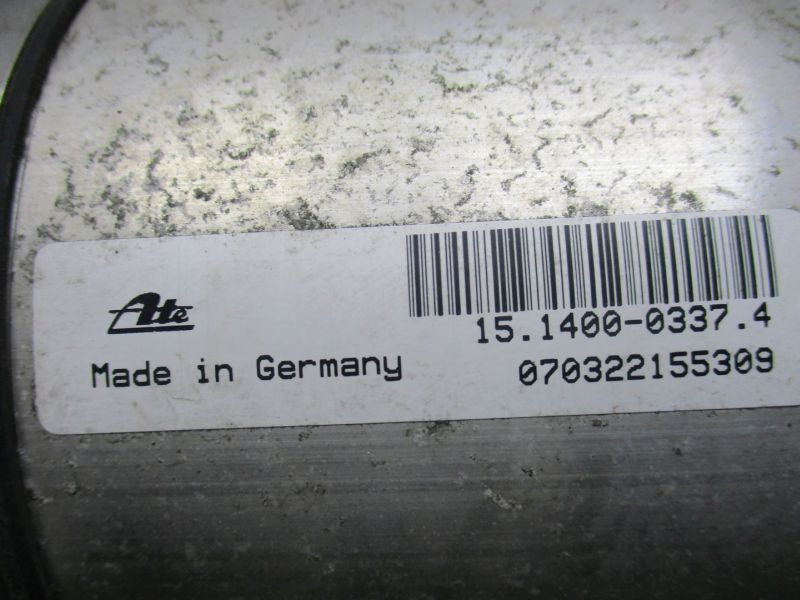 Ate
15.1400-0337.4
Made in Germany
070322155309